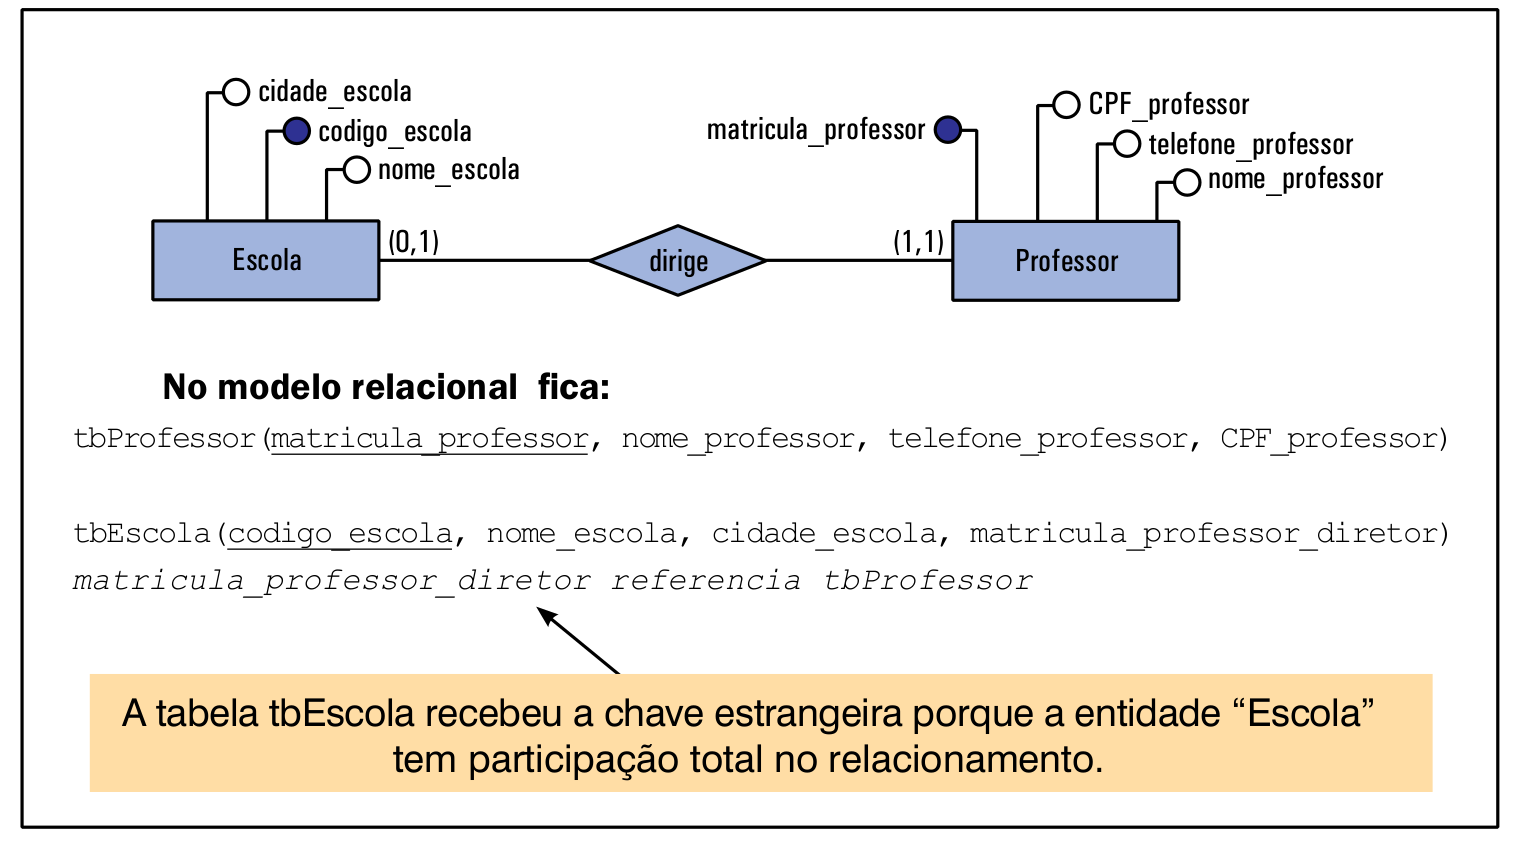 cidade_escola
codigo_escola
nome_escola
matricula_professor
CPF_professor
telefone_professor
nome_professor
Escola
(0,1)
dirige
(1,1)
Professor
No modelo relacional fica:
tbProfessor(matricula_professor, nome_professor, telefone_professor, CPF_professor)
tbEscola(codigo_escola, nome_escola, cidade_escola, matricula_professor_diretor)
matricula_professor_diretor referencia tbProfessor
A tabela tbEscola recebeu a chave estrangeira porque a entidade “Escola”
tem participação total no relacionamento.